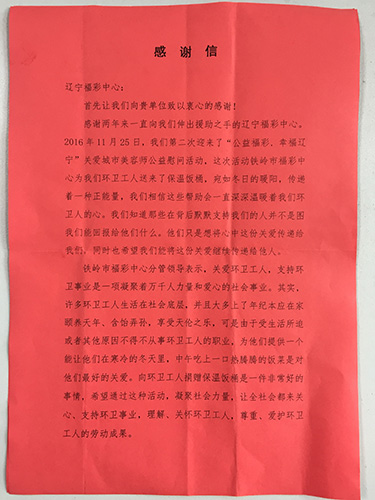 感谢信
辽宁福彩中心：
首先让我们向贵单位致以衷心的感谢！
感谢两年来一直向我们伸出援助之手的辽宁福彩中心。
2016年11月25日，我们第二次迎来了“公益福彩，幸福辽
宁”关爱城市美容师公益慰问活动，这次活动铁岭市福彩中
心为我们环卫工人送来了保温饭桶，宛如冬日的暖阳，传递
着一种正能量，我们相信这些帮助会一直深深温暖着我们环
卫人的心。我们知道那些在背后默默支持我们的人并不是图
我们能回报给他们什么。他们只是想将心中这份关爱传递给
我们，同时也希望我们能将这份关爱继续传递给他人。
铁岭市福彩中心分管领导表示，关爱环卫工人，支持环
卫事业是一项凝聚着万千人力量和爱心的社会事业。其实，
许多环卫工人生活在社会底层，并且大多上了年纪本应在家
颐养天年、含饴弄孙，享受天伦之乐，可是由于受生活所迫
或者其他原因不得不从事环卫工人的职业，为他们提供一个
能让他们在寒冷的冬天里，中午吃上一口热腾腾的饭菜是对
他们最好的关爱。向环卫工人捐赠保温饭桶是一件非常好的
事情，希望通过这种活动，凝聚社会力量，让全社会都来关
心、支持环卫事业，理解、关怀环卫工人，尊重、爱护环卫
工人的劳动成果。